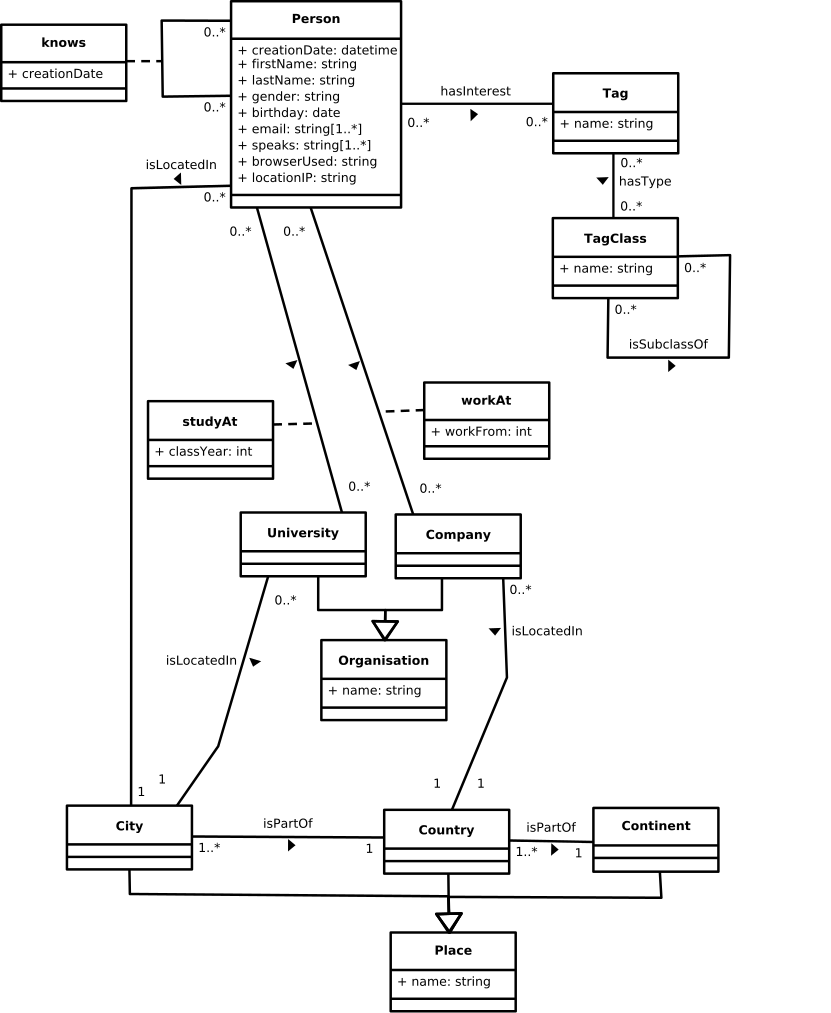 Person
knows
0..*
+ creationDate: datetime
+ firstName: string
+ lastName: string
+ gender: string
+ birthday: date
+ email: string[1..*]
+ speaks: string[1..*]
+ browserUsed: string
+ locationIP: string
+ creationDate
0..*
hasInterest
0..*
0..*
Tag
+ name: string
0..*
hasType
0..*
isLocatedIn
0..*
0..*
0..*
TagClass
+ name: string
0..*
0..*
isSubclassOf
studyAt
+ classYear: int
workAt
+ workFrom: int
0..*
0..*
University
Company
0..*
0..*
isLocatedIn
isLocatedIn
Organisation
+ name: string
1
1
1
1
City
isPartOf
1..*
1
Country
isPartOf
1..*
1
Continent
Place
+ name: string